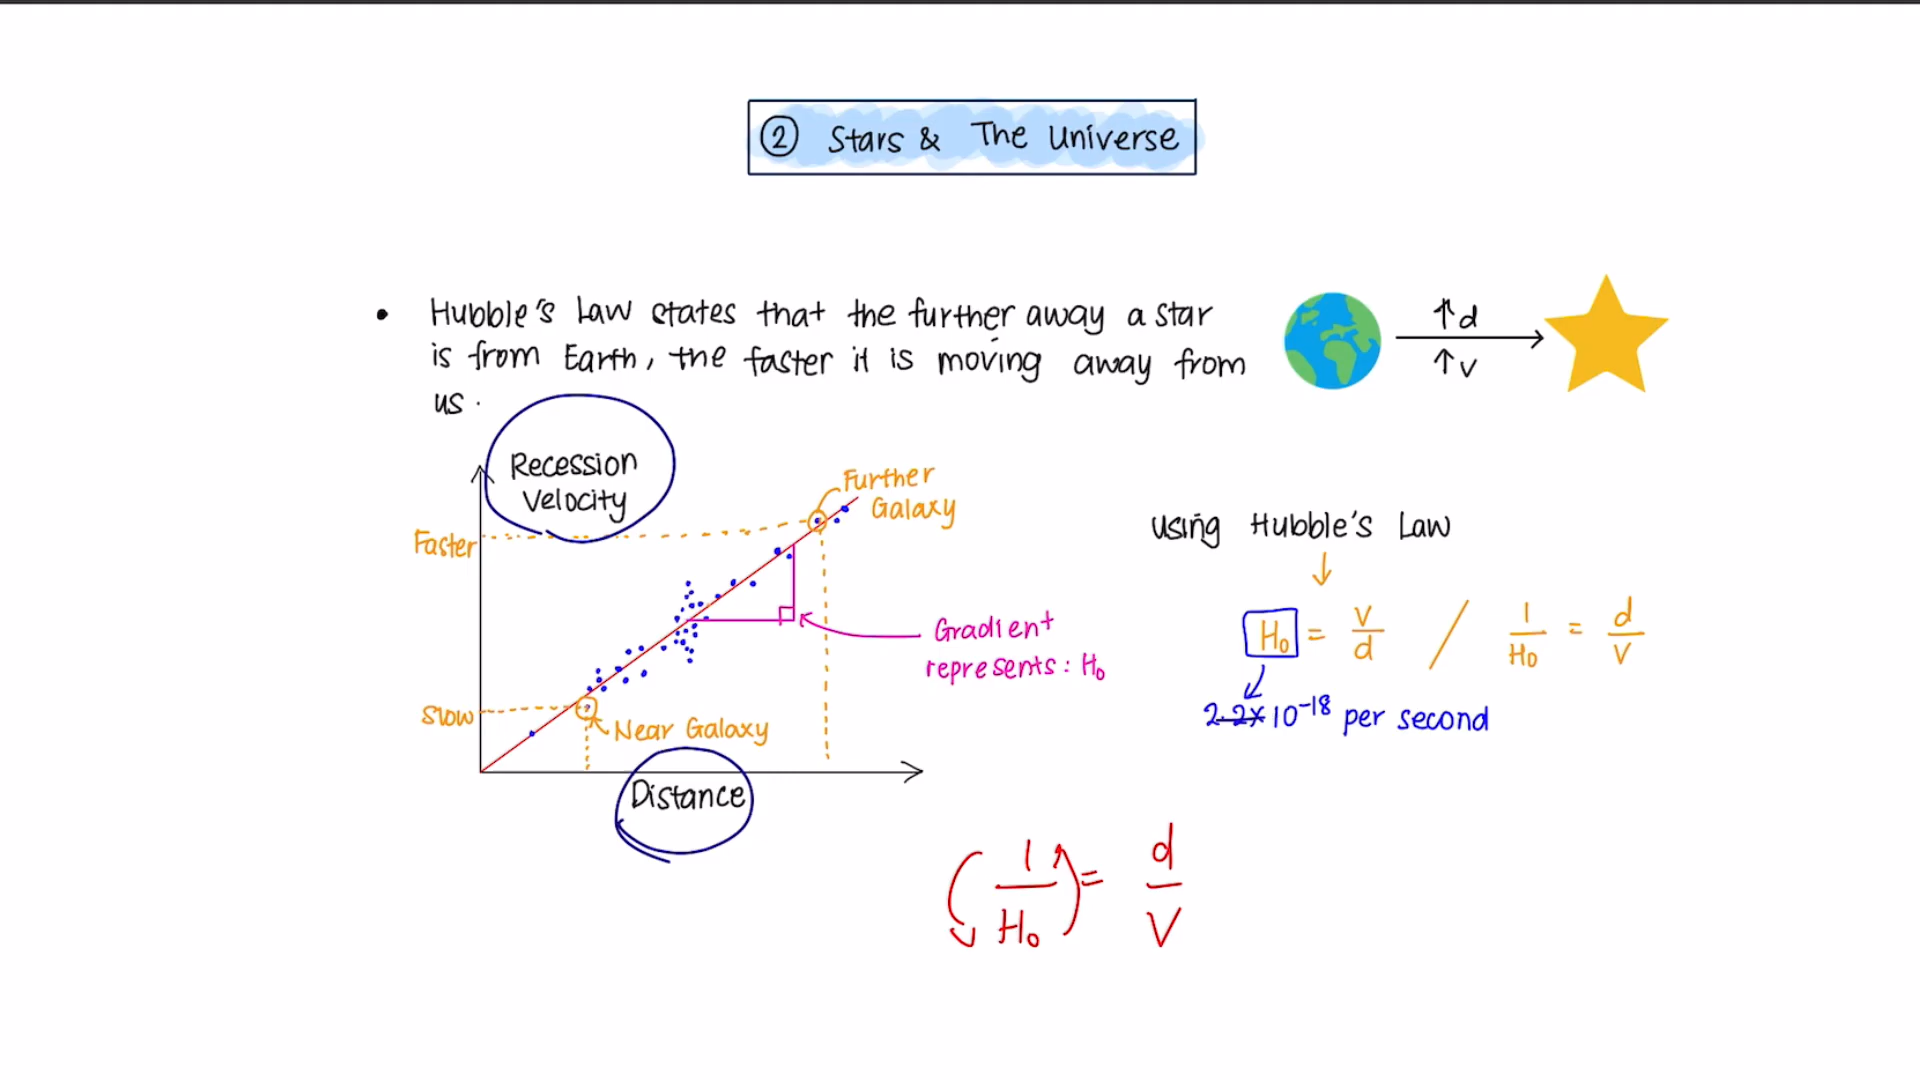 ② Stars & The Universe
• Hubble's Law states that the further away a star
is from Earth, the faster it is moving away from
us.
↑d
↑v
Recession
Velocity
Further
Galaxy
Faster
Using Hubble's Law
H₀ = v/d / 1/H₀ = d/v
Gradient
represents: H₀
2.2x10⁻¹⁸ per second
Slow
Near Galaxy
Distance
1/H₀ = d/v